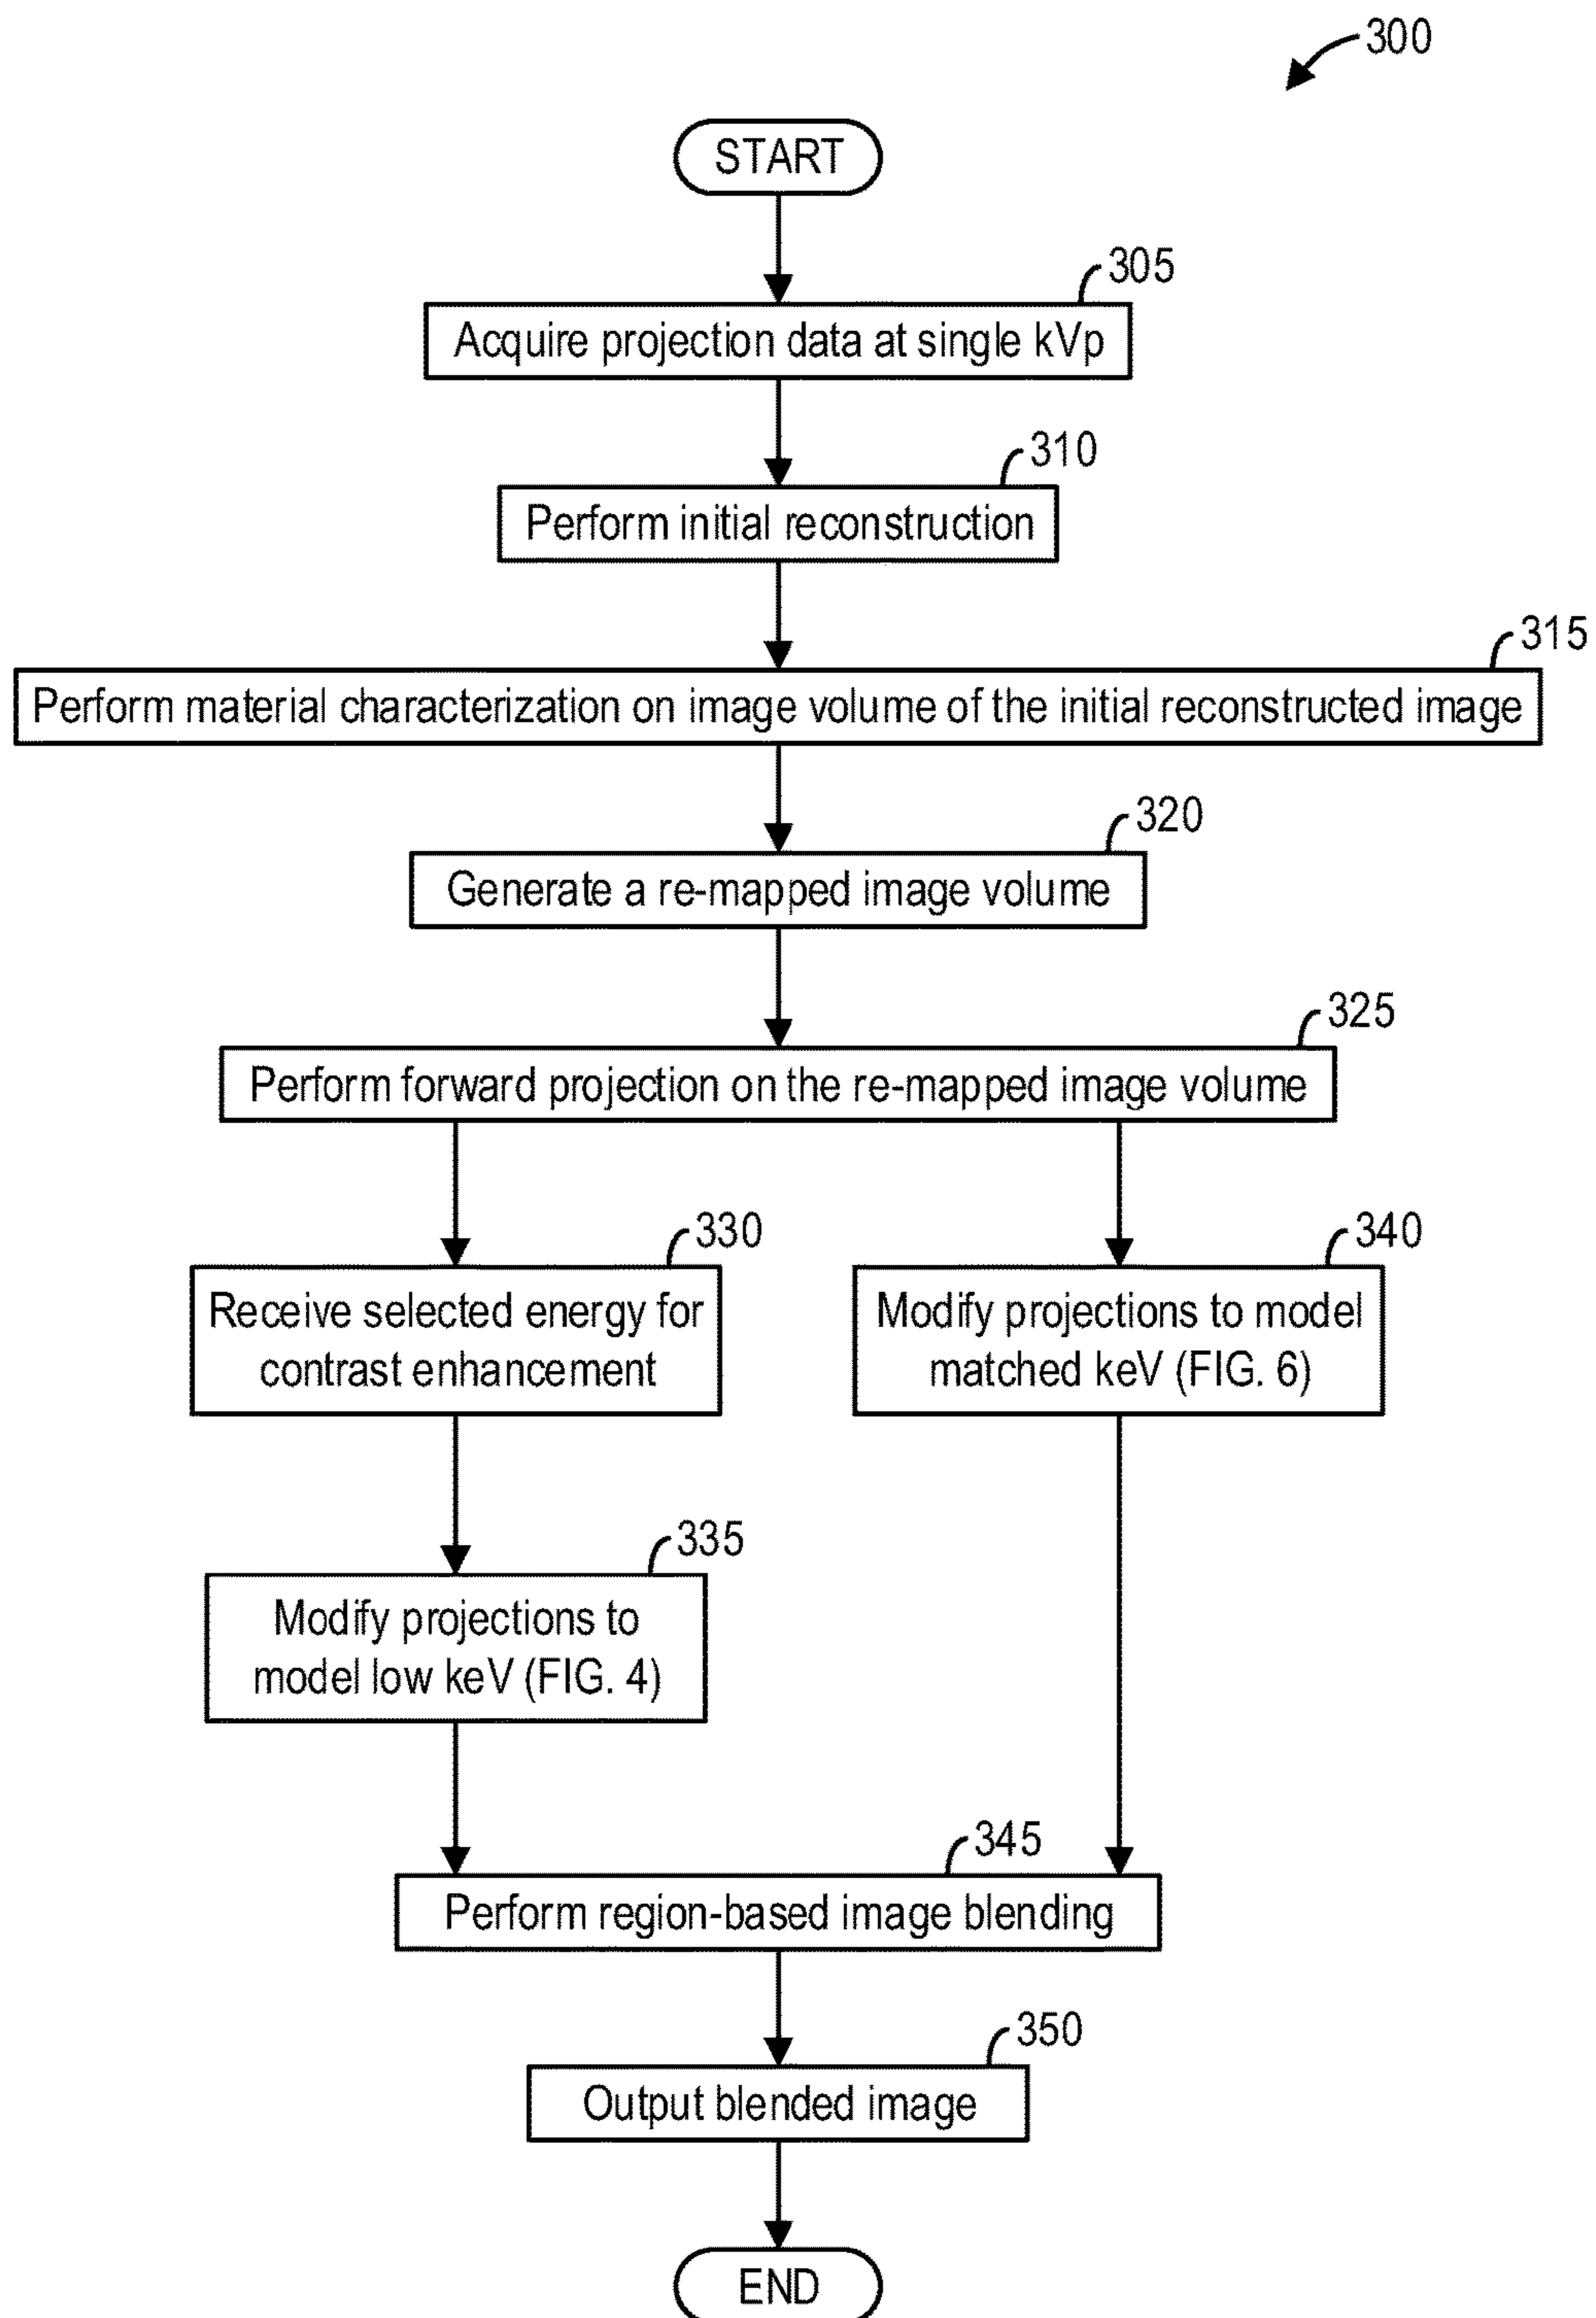 300
START
305
Acquire projection data at single kVp
310
Perform initial reconstruction
315
Perform material characterization on image volume of the initial reconstructed image
320
Generate a re-mapped image volume
325
Perform forward projection on the re-mapped image volume
330
Receive selected energy for
contrast enhancement
340
Modify projections to model
matched keV (FIG. 6)
335
Modify projections to
model low keV (FIG. 4)
345
Perform region-based image blending
350
Output blended image
END